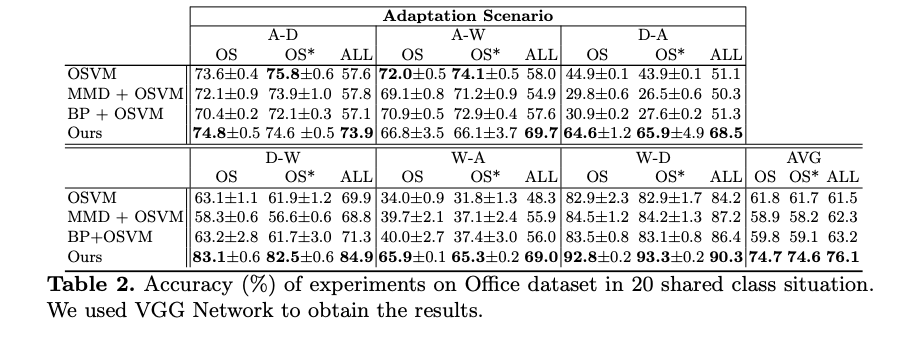 Adaptation Scenario
A-D A-W D-A
OS OS* ALL OS OS* ALL OS OS* ALL
OSVM 73.6±0.4 75.8±0.6 57.6 72.0±0.5 74.1±0.5 58.0 44.9±0.1 43.9±0.1 51.1
MMD + OSVM 72.1±0.9 73.9±1.0 57.8 69.1±0.8 71.2±0.9 54.9 29.8±0.6 26.5±0.6 50.3
BP + OSVM 70.4±0.2 72.1±0.3 57.1 70.9±0.5 72.9±0.4 57.6 30.9±0.2 27.6±0.2 51.3
Ours 74.8±0.5 74.6 ±0.5 73.9 66.8±3.5 66.1±3.7 69.7 64.6±1.2 65.9±4.9 68.5
D-W W-A W-D AVG
OS OS* ALL OS OS* ALL OS OS* ALL OS OS* ALL
OSVM 63.1±1.1 61.9±1.2 69.9 34.0±0.9 31.8±1.3 48.3 82.9±2.3 82.9±1.7 84.2 61.8 61.7 61.5
MMD + OSVM 58.3±0.6 56.6±0.6 68.8 39.7±2.1 37.1±2.4 55.9 84.5±1.2 84.2±1.3 87.2 58.9 58.2 62.3
BP+OSVM 63.2±2.8 61.7±3.0 71.3 40.0±2.7 37.4±3.0 56.0 83.5±0.8 83.1±0.8 86.4 59.8 59.1 63.2
Ours 83.1±0.6 82.5±0.6 84.9 65.9±0.1 65.3±0.2 69.0 92.8±0.2 93.3±0.2 90.3 74.7 74.6 76.1
Table 2. Accuracy (%) of experiments on Office dataset in 20 shared class situation.
We used VGG Network to obtain the results.